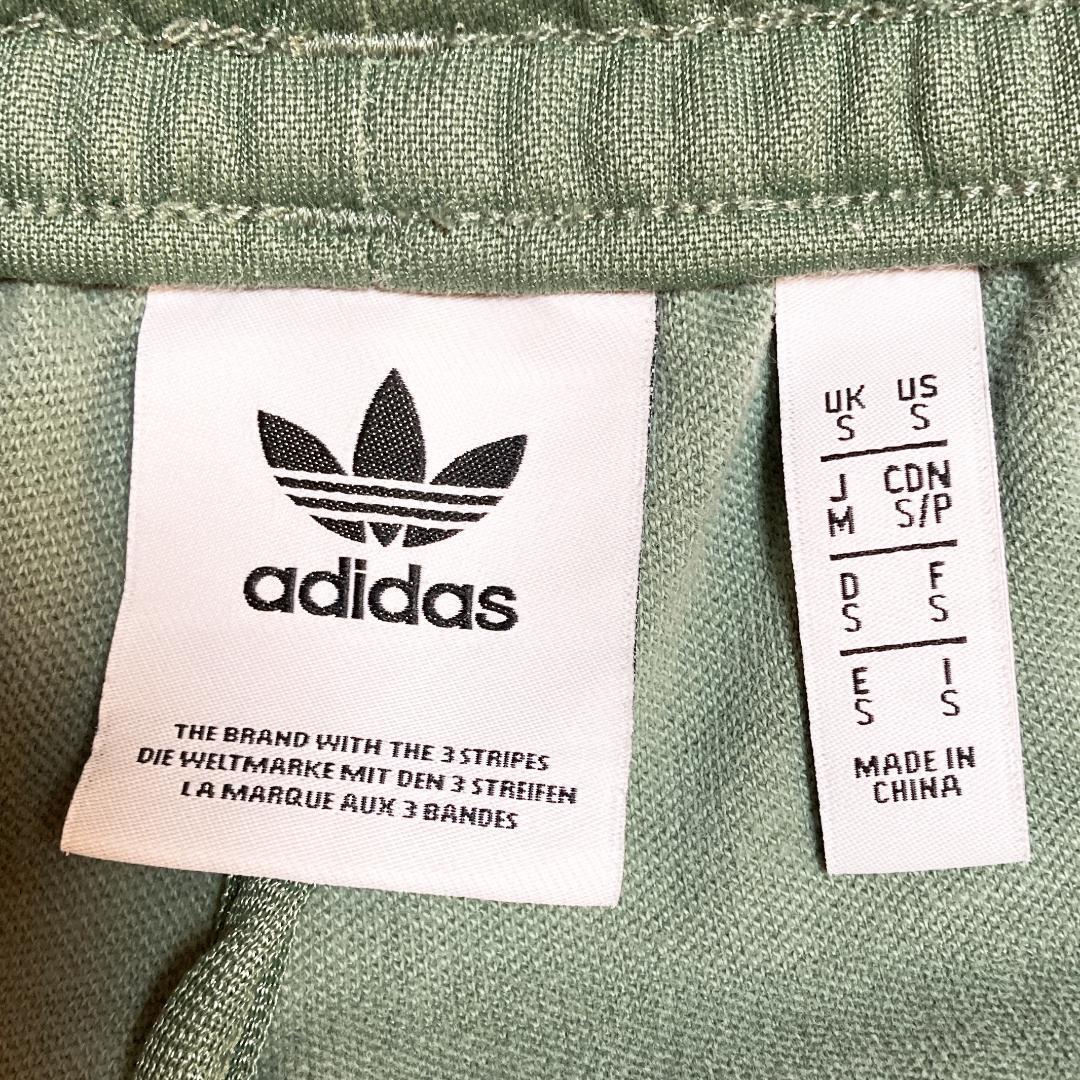 adidas
THE BRAND WITH THE 3 STRIPES
DIE WELTMARKE MIT DEN 3 STREIFEN
LA MARQUE AUX 3 BANDES
UK US
S S
J CDN
M S/P
D F
S S
E I
S S
MADE IN
CHINA